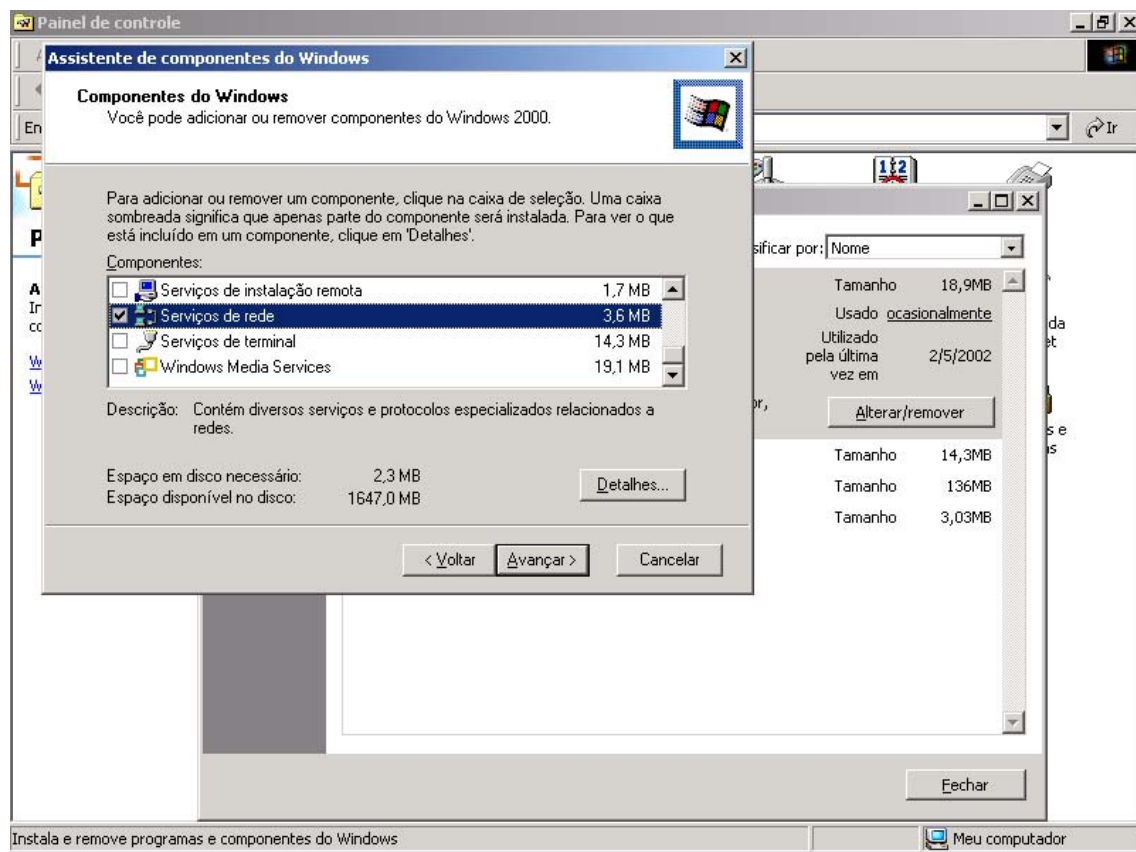 Painel de controle
Assistente de componentes do Windows
Componentes do Windows
Você pode adicionar ou remover componentes do Windows 2000.
En
Ir
Para adicionar ou remover um componente, clique na caixa de seleção. Uma caixa
sombreada significa que apenas parte do componente será instalada. Para ver o que
está incluído em um componente, clique em 'Detalhes'.
Componentes:
Serviços de instalação remota 1,7 MB
Serviços de rede 3,6 MB
Serviços de terminal 14,3 MB
Windows Media Services 19,1 MB
Descrição: Contém diversos serviços e protocolos especializados relacionados a
redes.
Espaço em disco necessário: 2,3 MB
Espaço disponível no disco: 1647,0 MB
Detalhes...
< Voltar Avançar > Cancelar
sificar por: Nome
Tamanho 18,9MB
Usado ocasionalmente
Utilizado
pela última
vez em
2/5/2002
Alterar/remover
Tamanho 14,3MB
Tamanho 136MB
Tamanho 3,03MB
Fechar
Instala e remove programas e componentes do Windows
Meu computador